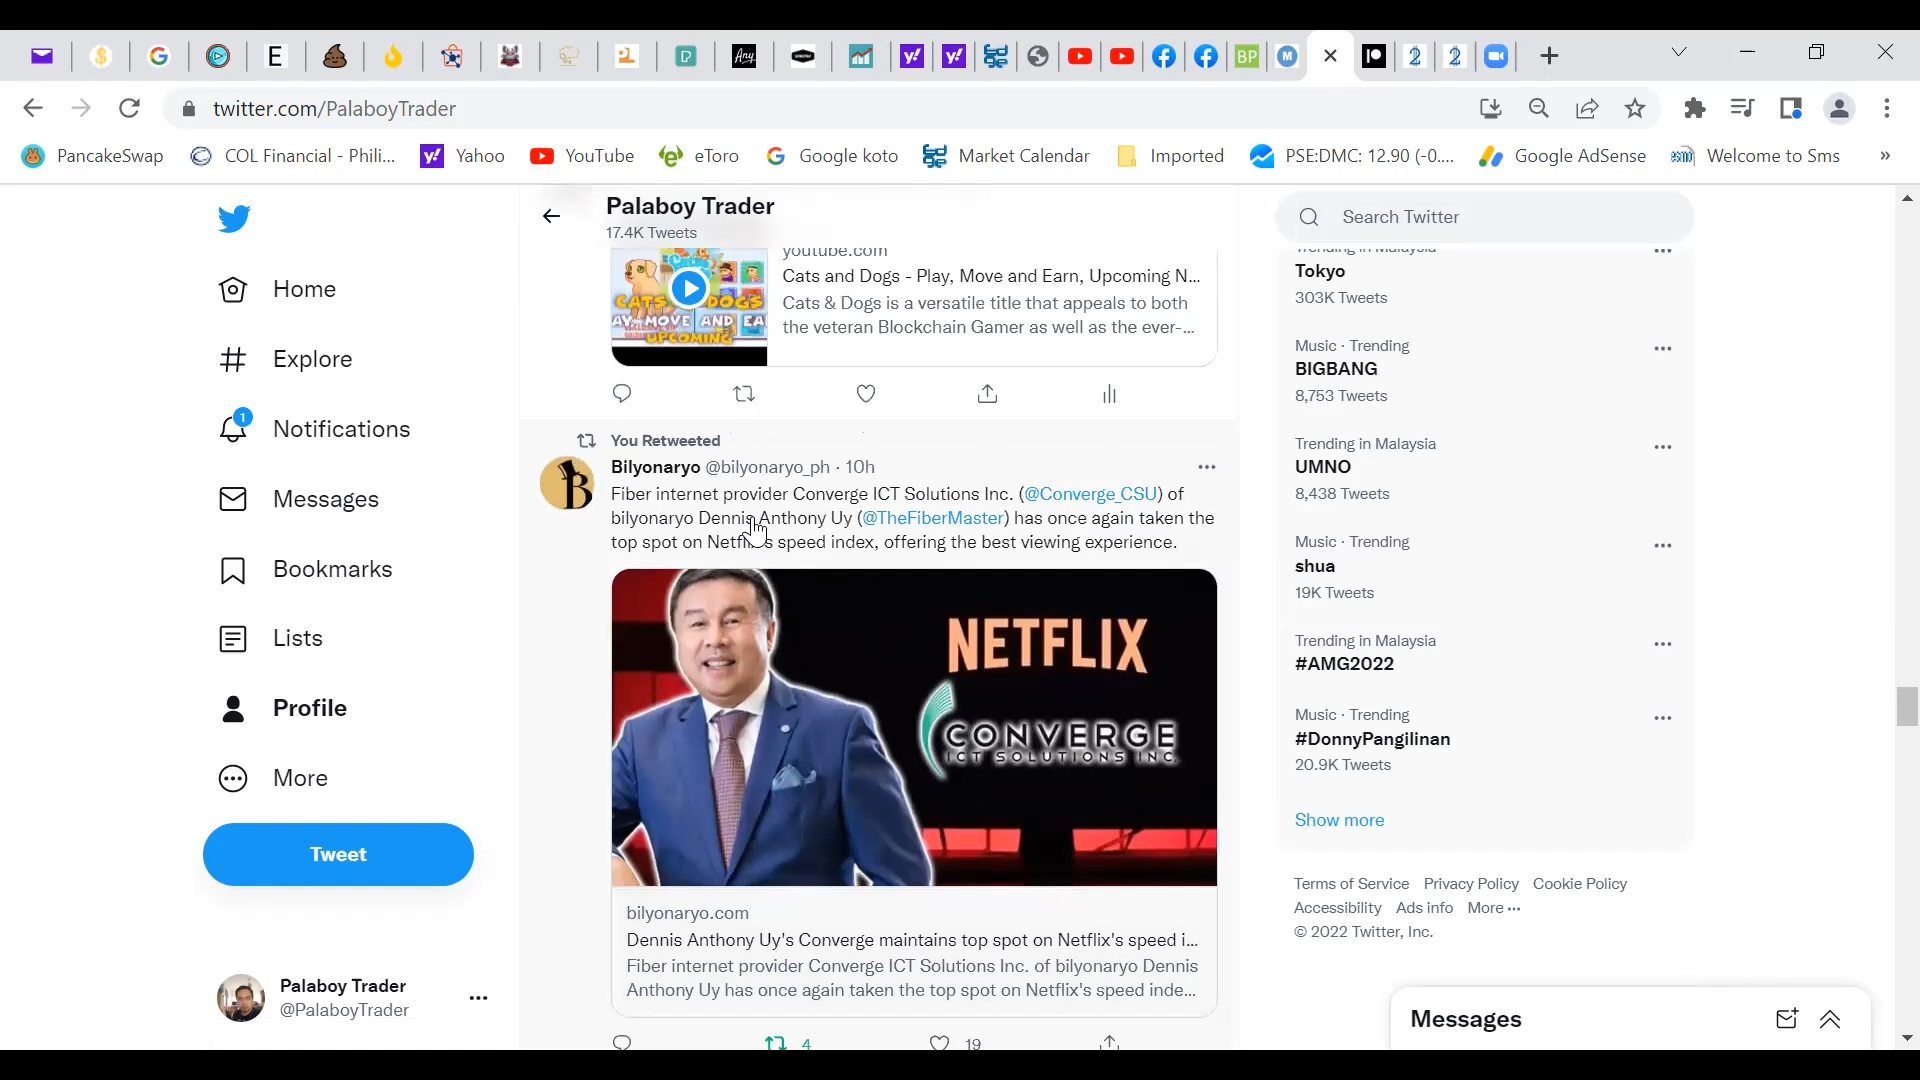 twitter.com/PalaboyTrader
PancakeSwap
COL Financial - Phili...
Yahoo
YouTube
eToro
Google koto
Market Calendar
Imported
PSE:DMC: 12.90 (-0....
Google AdSense
Welcome to Sms
»
Home
Explore
1
Notifications
Messages
Bookmarks
Lists
Profile
More
Tweet
Palaboy Trader
@PalaboyTrader
Palaboy Trader
17.4K Tweets
youtube.com
Cats and Dogs - Play, Move and Earn, Upcoming N...
Cats & Dogs is a versatile title that appeals to both
the veteran Blockchain Gamer as well as the ever-...
You Retweeted
Bilyonaryo @bilyonaryo_ph · 10h
Fiber internet provider Converge ICT Solutions Inc. (@Converge_CSU) of
bilyonaryo Dennis Anthony Uy (@TheFiberMaster) has once again taken the
top spot on Netflix's speed index, offering the best viewing experience.
NETFLIX
CONVERGE
ICT SOLUTIONS INC.
bilyonaryo.com
Dennis Anthony Uy's Converge maintains top spot on Netflix's speed i...
Fiber internet provider Converge ICT Solutions Inc. of bilyonaryo Dennis
Anthony Uy has once again taken the top spot on Netflix's speed inde...
4
19
Search Twitter
Trending in Malaysia
Tokyo
303K Tweets
Music · Trending
BIGBANG
8,753 Tweets
Trending in Malaysia
UMNO
8,438 Tweets
Music · Trending
shua
19K Tweets
Trending in Malaysia
#AMG2022
Music · Trending
#DonnyPangilinan
20.9K Tweets
Show more
Terms of Service Privacy Policy Cookie Policy
Accessibility Ads info More ···
© 2022 Twitter, Inc.
Messages